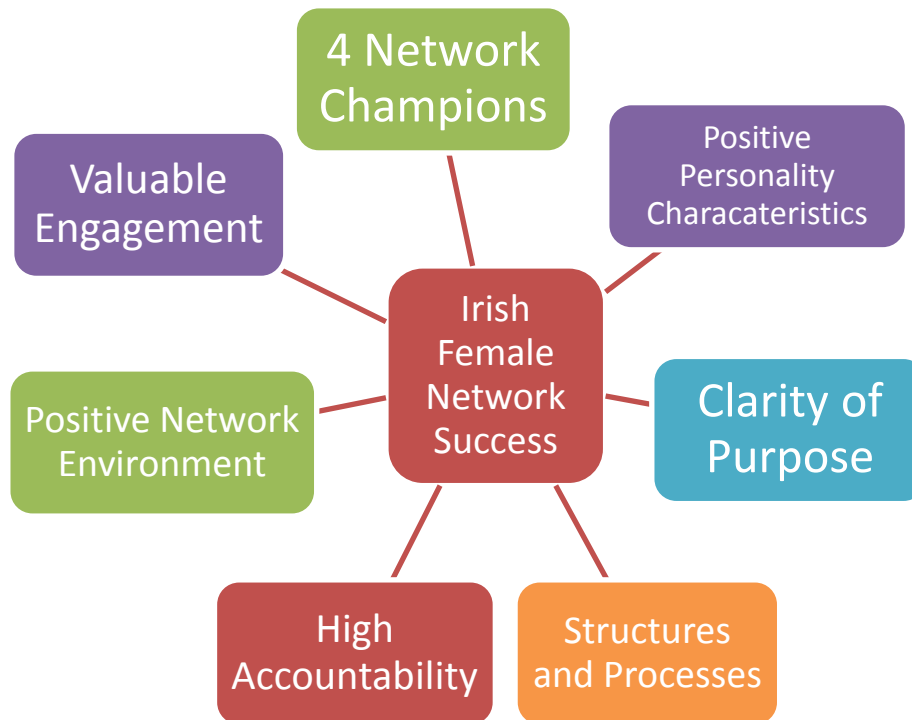 4 Network
Champions
Positive
Personality
Characateristics
Valuable
Engagement
Irish
Female
Network
Success
Clarity of
Purpose
Positive Network
Environment
High
Accountability
Structures
and Processes